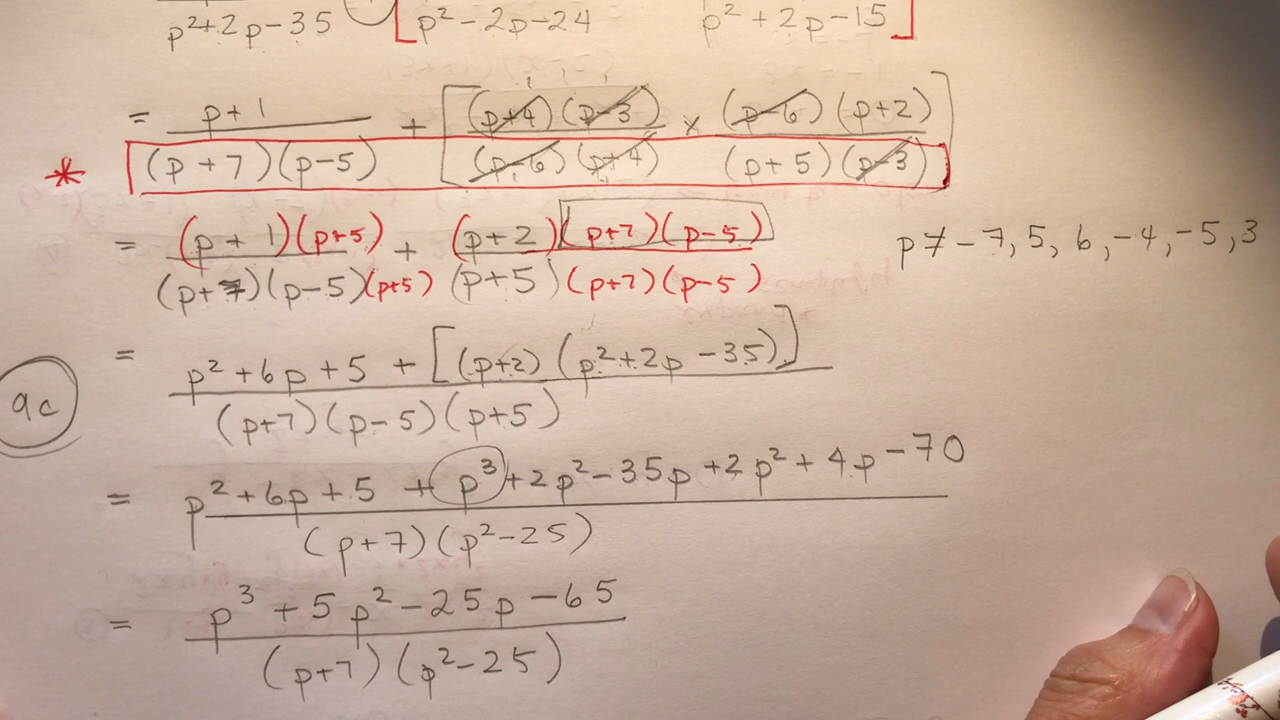 p²+2p-35 [p²-2p-24 p²+2p-15]
= p+1 + [(p+4)(p-3) × (p-6)(p+2)]
* (p+7)(p-5) (p-6)(p+4) (p+5)(p-3)
= (p+1)(p+5) + (p+2)(p+7)(p-5) p≠-7, 5, 6, -4, -5, 3
(p+7)(p-5)(p+5) (p+5)(p+7)(p-5)
= p²+6p+5 + [(p+2)(p²+2p-35)]
9c (p+7)(p-5)(p+5)
= p²+6p+5 + p³+2p²-35p+2p²+4p-70
(p+7)(p²-25)
= p³+5p²-25p-65
(p+7)(p²-25)